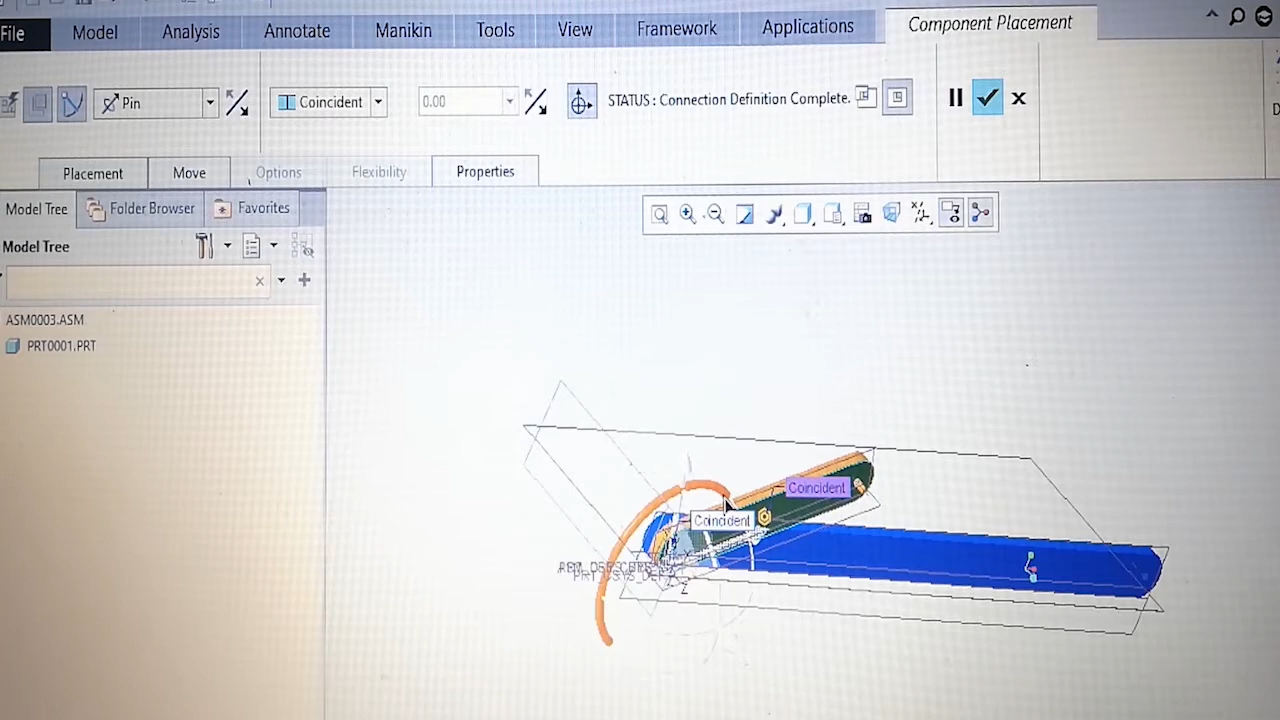 File Model Analysis Annotate Manikin Tools View Framework Applications Component Placement
Pin Coincident 0.00 STATUS : Connection Definition Complete.
Placement Move Options Flexibility Properties
Model Tree Folder Browser Favorites
Model Tree
ASM0003.ASM
PRT0001.PRT
Coincident
Coincident
Z